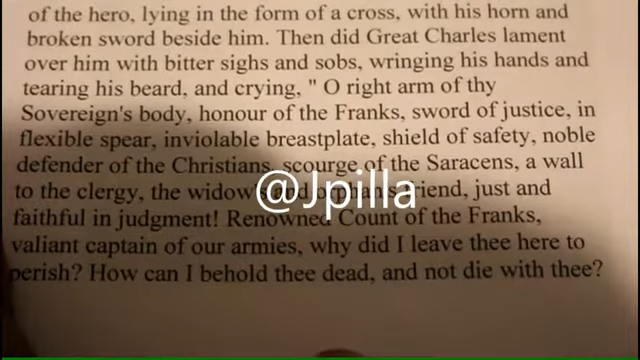 of the hero, lying in the form of a cross, with his horn and
broken sword beside him. Then did Great Charles lament
over him with bitter sighs and sobs, wringing his hands and
tearing his beard, and crying, " O right arm of thy
Sovereign's body, honour of the Franks, sword of justice, in
flexible spear, inviolable breastplate, shield of safety, noble
defender of the Christians, scourge of the Saracens, a wall
to the clergy, the widow's and orphan's friend, just and
@Jpilla
faithful in judgment! Renowned Count of the Franks,
valiant captain of our armies, why did I leave thee here to
perish? How can I behold thee dead, and not die with thee?